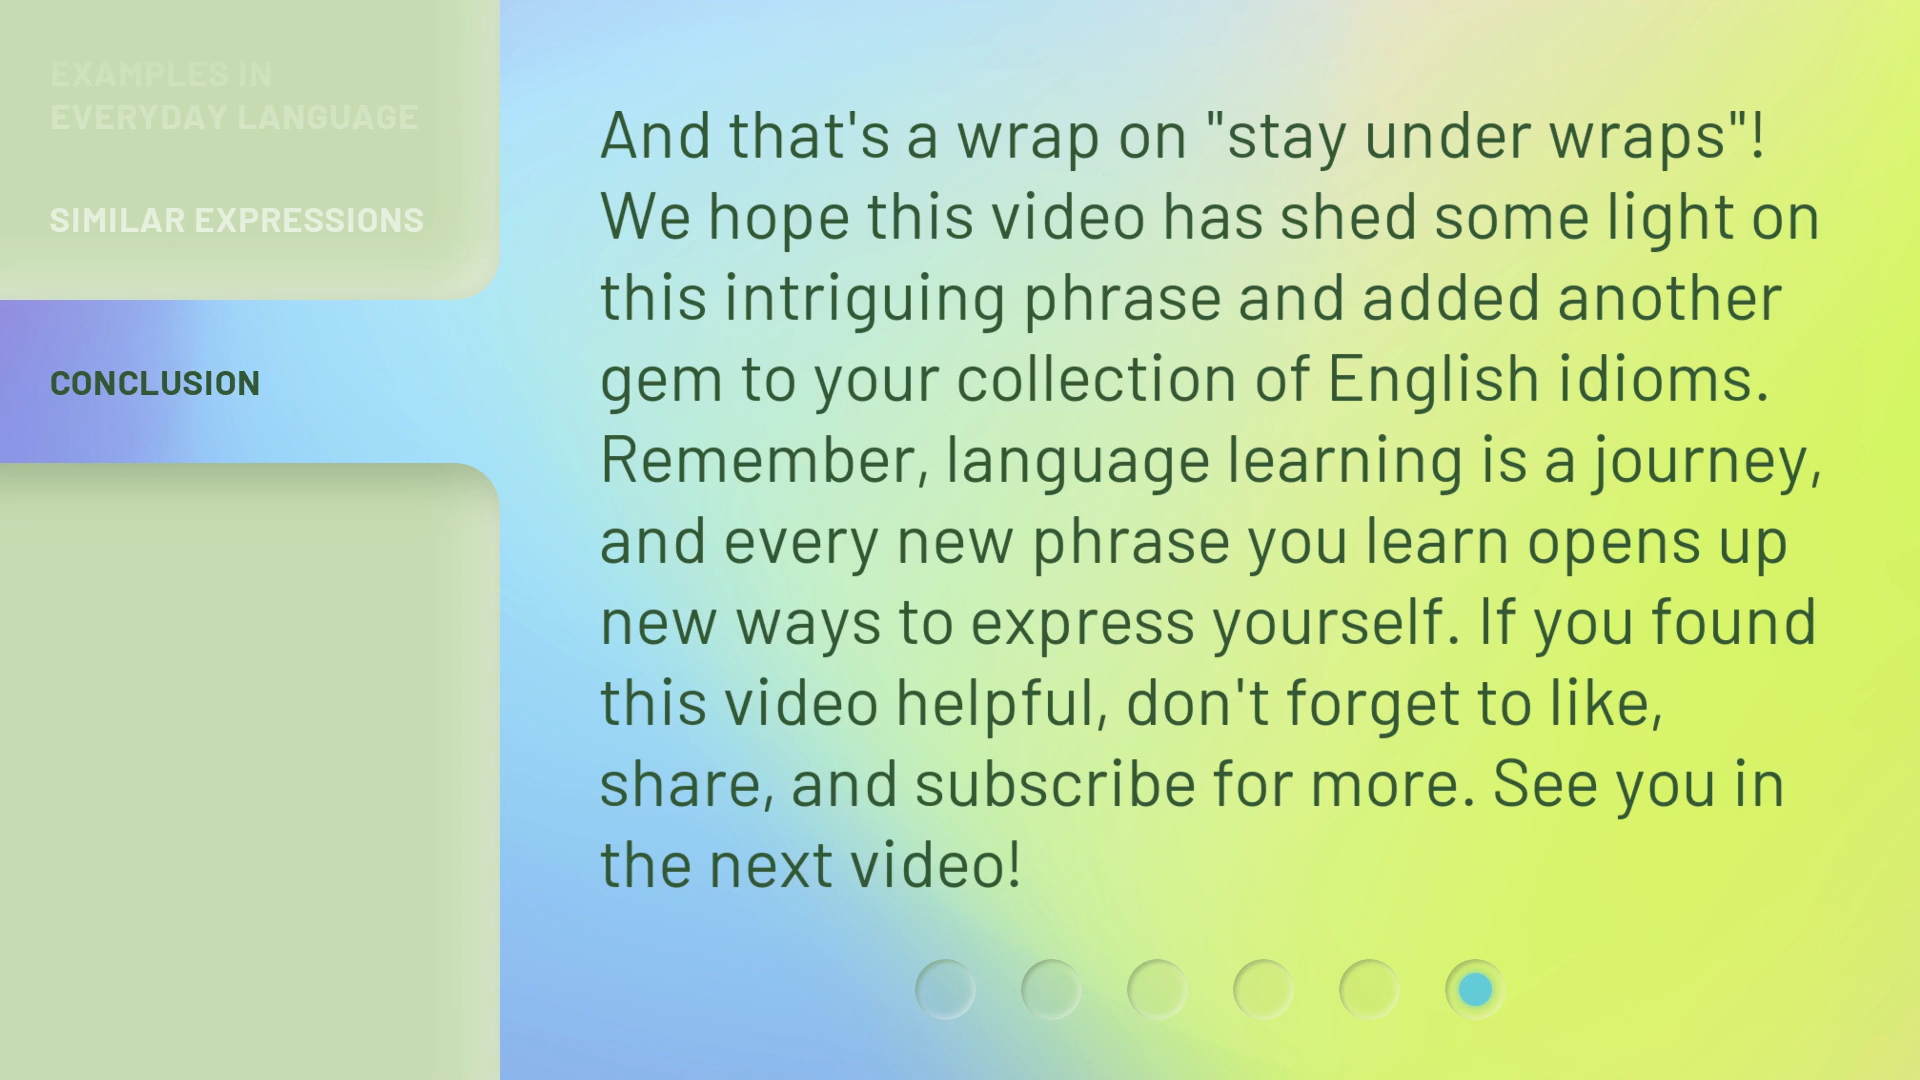 EXAMPLES IN
EVERYDAY LANGUAGE
SIMILAR EXPRESSIONS
CONCLUSION
And that's a wrap on "stay under wraps"!
We hope this video has shed some light on
this intriguing phrase and added another
gem to your collection of English idioms.
Remember, language learning is a journey,
and every new phrase you learn opens up
new ways to express yourself. If you found
this video helpful, don't forget to like,
share, and subscribe for more. See you in
the next video!